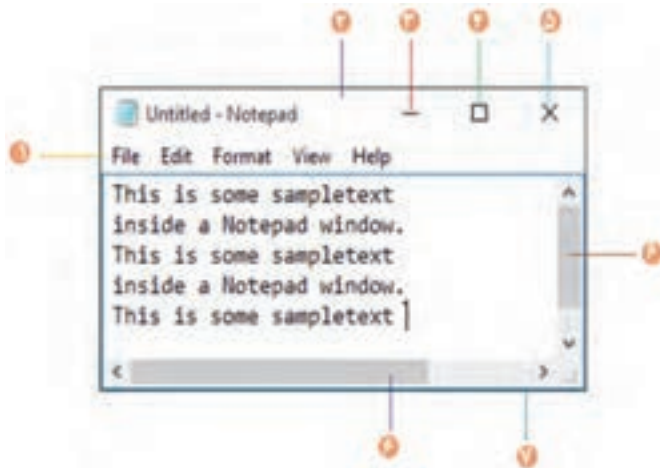 Untitled - Notepad
File Edit Format View Help
This is some sampletext
inside a Notepad window.
This is some sampletext
inside a Notepad window.
This is some sampletext